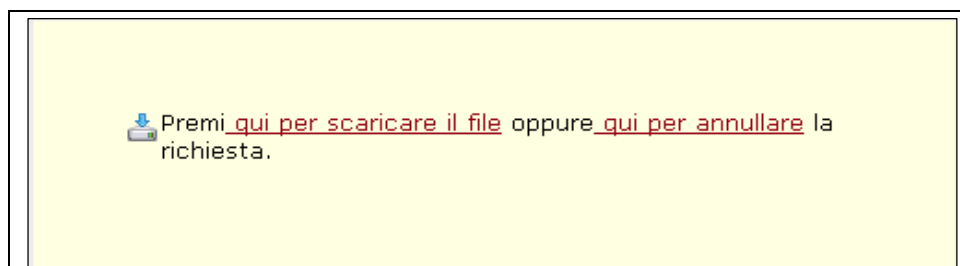 Premi qui per scaricare il file oppure qui per annullare la
richiesta.